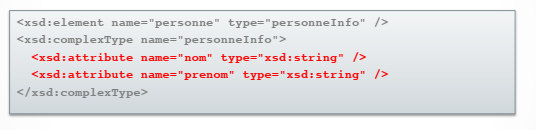 <xsd:element name="personne" type="personneInfo" />
<xsd:complexType name="personneInfo">
<xsd:attribute name="nom" type="xsd:string" />
<xsd:attribute name="prenom" type="xsd:string" />
</xsd:complexType>